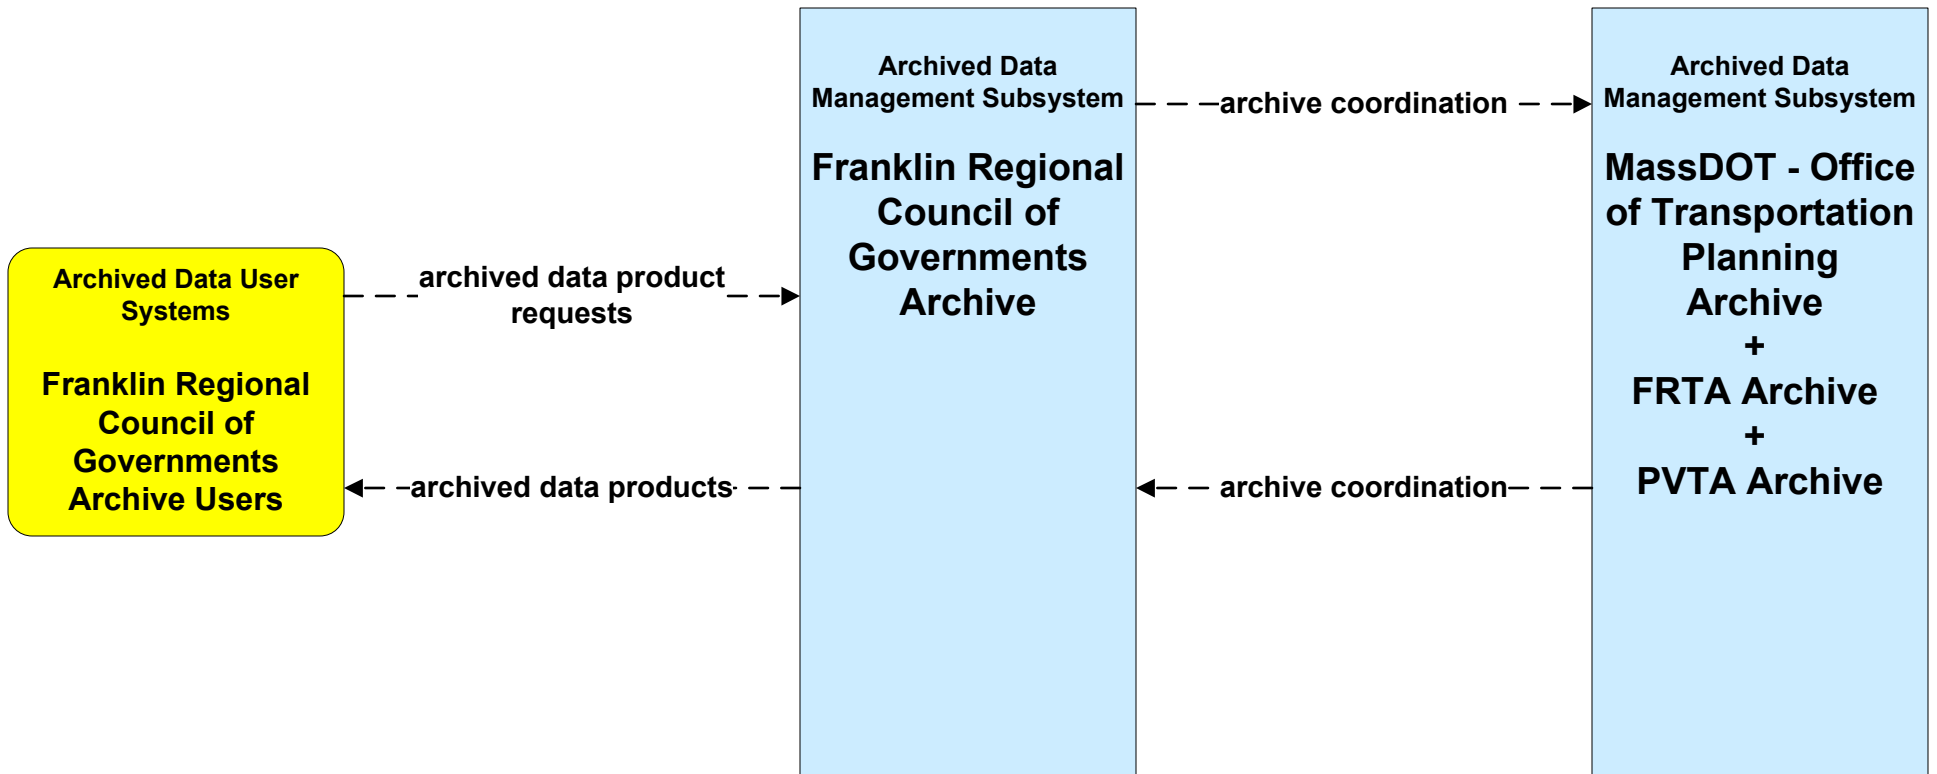 Archived Data User
Systems
Franklin Regional
Council of
Governments
Archive Users
archived data product
requests
archived data products
Archived Data
Management Subsystem
Franklin Regional
Council of
Governments
Archive
archive coordination
archive coordination
Archived Data
Management Subsystem
MassDOT - Office
of Transportation
Planning
Archive
+
FRTA Archive
+
PVTA Archive